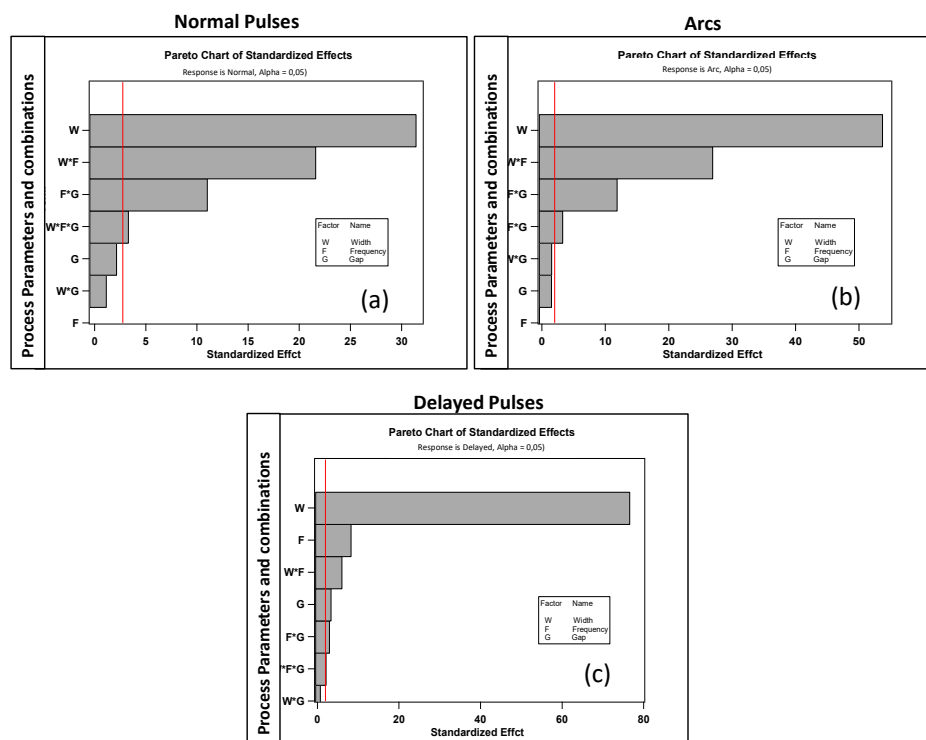 Normal Pulses
Process Parameters and combinations
Pareto Chart of Standardized Effects
Response is Normal, Alpha = 0,05)
W
W*F
F*G
W*F*G
G
W*G
F
Factor Name
W Width
F Frequency
G Gap
(a)
0 5 10 15 20 25 30
Standardized Effct
Arcs
Process Parameters and combinations
Pareto Chart of Standardized Effects
Response is Arc, Alpha = 0,05)
W
W*F
F*G
*F*G
W*G
G
F
Factor Name
W Width
F Frequency
G Gap
(b)
0 10 20 30 40 50
Standardized Effct
Delayed Pulses
Process Parameters and combinations
Pareto Chart of Standardized Effects
Response is Delayed, Alpha = 0,05)
W
F
W*F
G
F*G
*F*G
W*G
Factor Name
W Width
F Frequency
G Gap
(c)
0 20 40 60 80
Standardized Effct